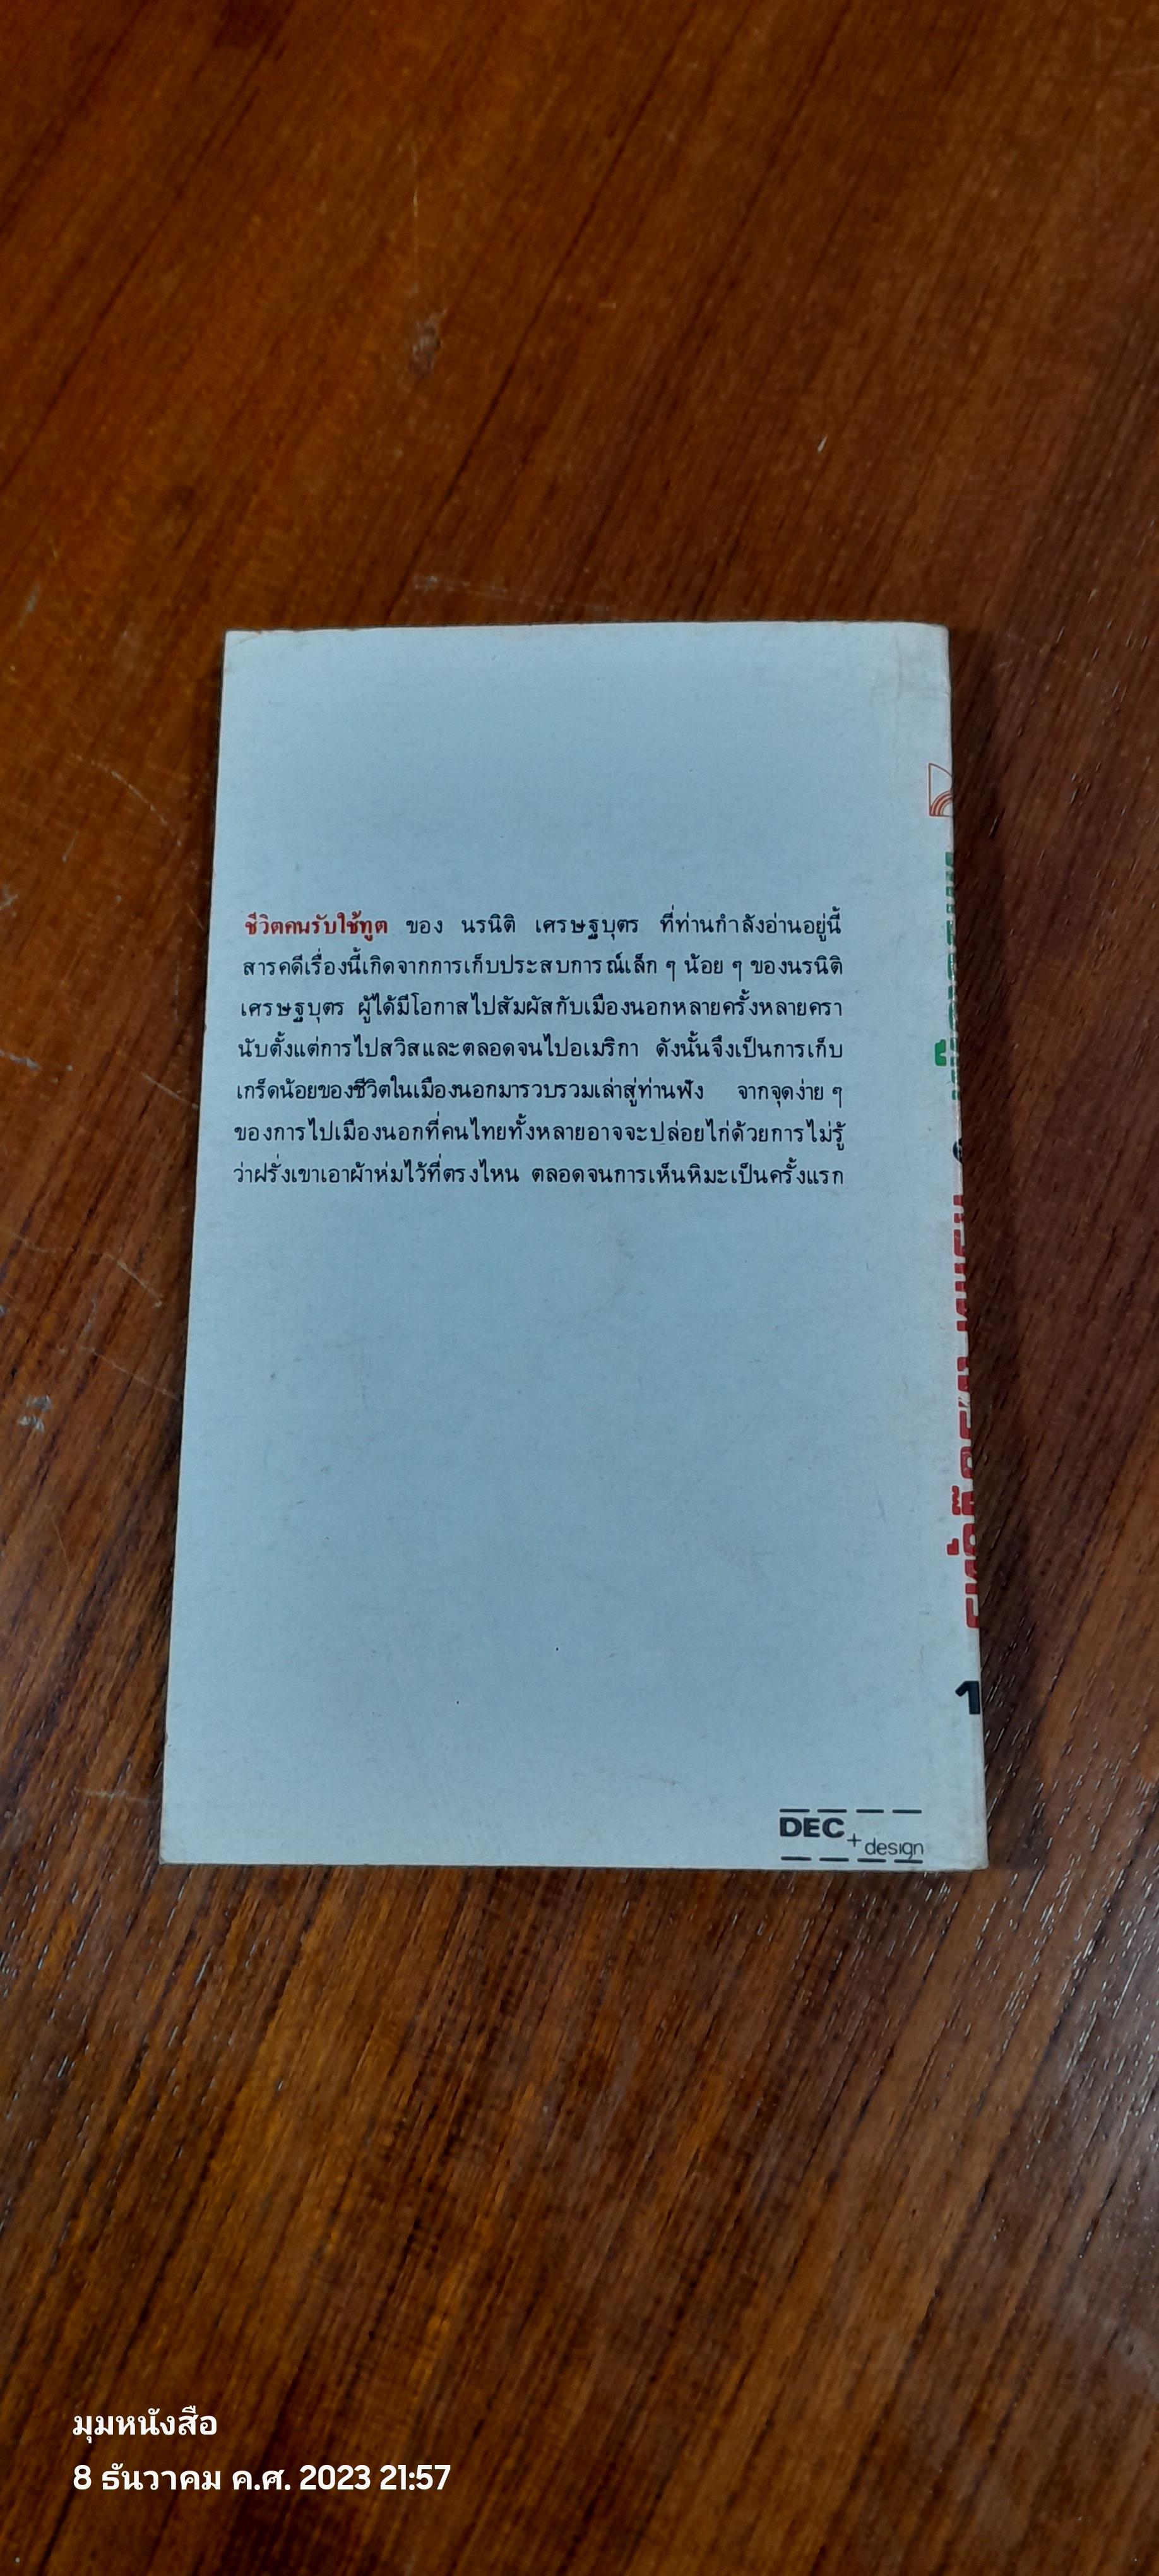 ชีวิตคนรับใช้ทูต ของ นรนิติ เศรษฐบุตร ที่ท่านกำลังอ่านอยู่นี้
สารคดีเรื่องนี้เกิดจากการเก็บประสบการณ์เล็ก ๆ น้อย ๆ ของนรนิติ
เศรษฐบุตร ผู้ได้มีโอกาสไปสัมผัสกับเมืองนอกหลายครั้งหลายครา
นับตั้งแต่การไปสวิสและตลอดจนไปอเมริกา ดังนั้นจึงเป็นการเก็บ
เกร็ดน้อยของชีวิตในเมืองนอกมารวบรวมเล่าสู่ท่านฟัง จากจุดง่าย ๆ
ของการไปเมืองนอกที่คนไทยทั้งหลายอาจจะปล่อยไก่ด้วยการไม่รู้
ว่าฝรั่งเขาเอาผ้าห่มไว้ที่ตรงไหน ตลอดจนการเห็นหิมะเป็นครั้งแรก
1
DEC + design
มุมหนังสือ
8 ธันวาคม ค.ศ. 2023 21:57